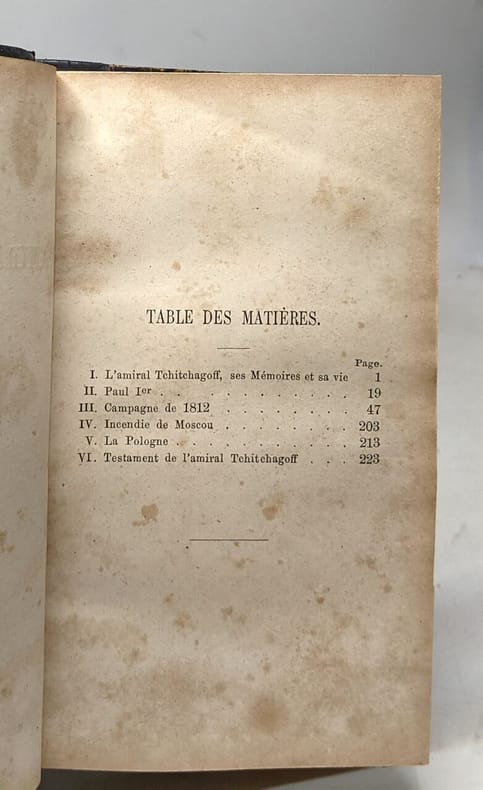 TABLE DES MATIÈRES.
Page.
I. L'amiral Tchitchagoff, ses Mémoires et sa vie 1
II. Paul Ier . . . . . . . . . . . 19
III. Campagne de 1812 . . . . . . . . 47
IV. Incendie de Moscou . . . . . . . . 203
V. La Pologne . . . . . . . . . . 213
VI. Testament de l'amiral Tchitchagoff . . . 223